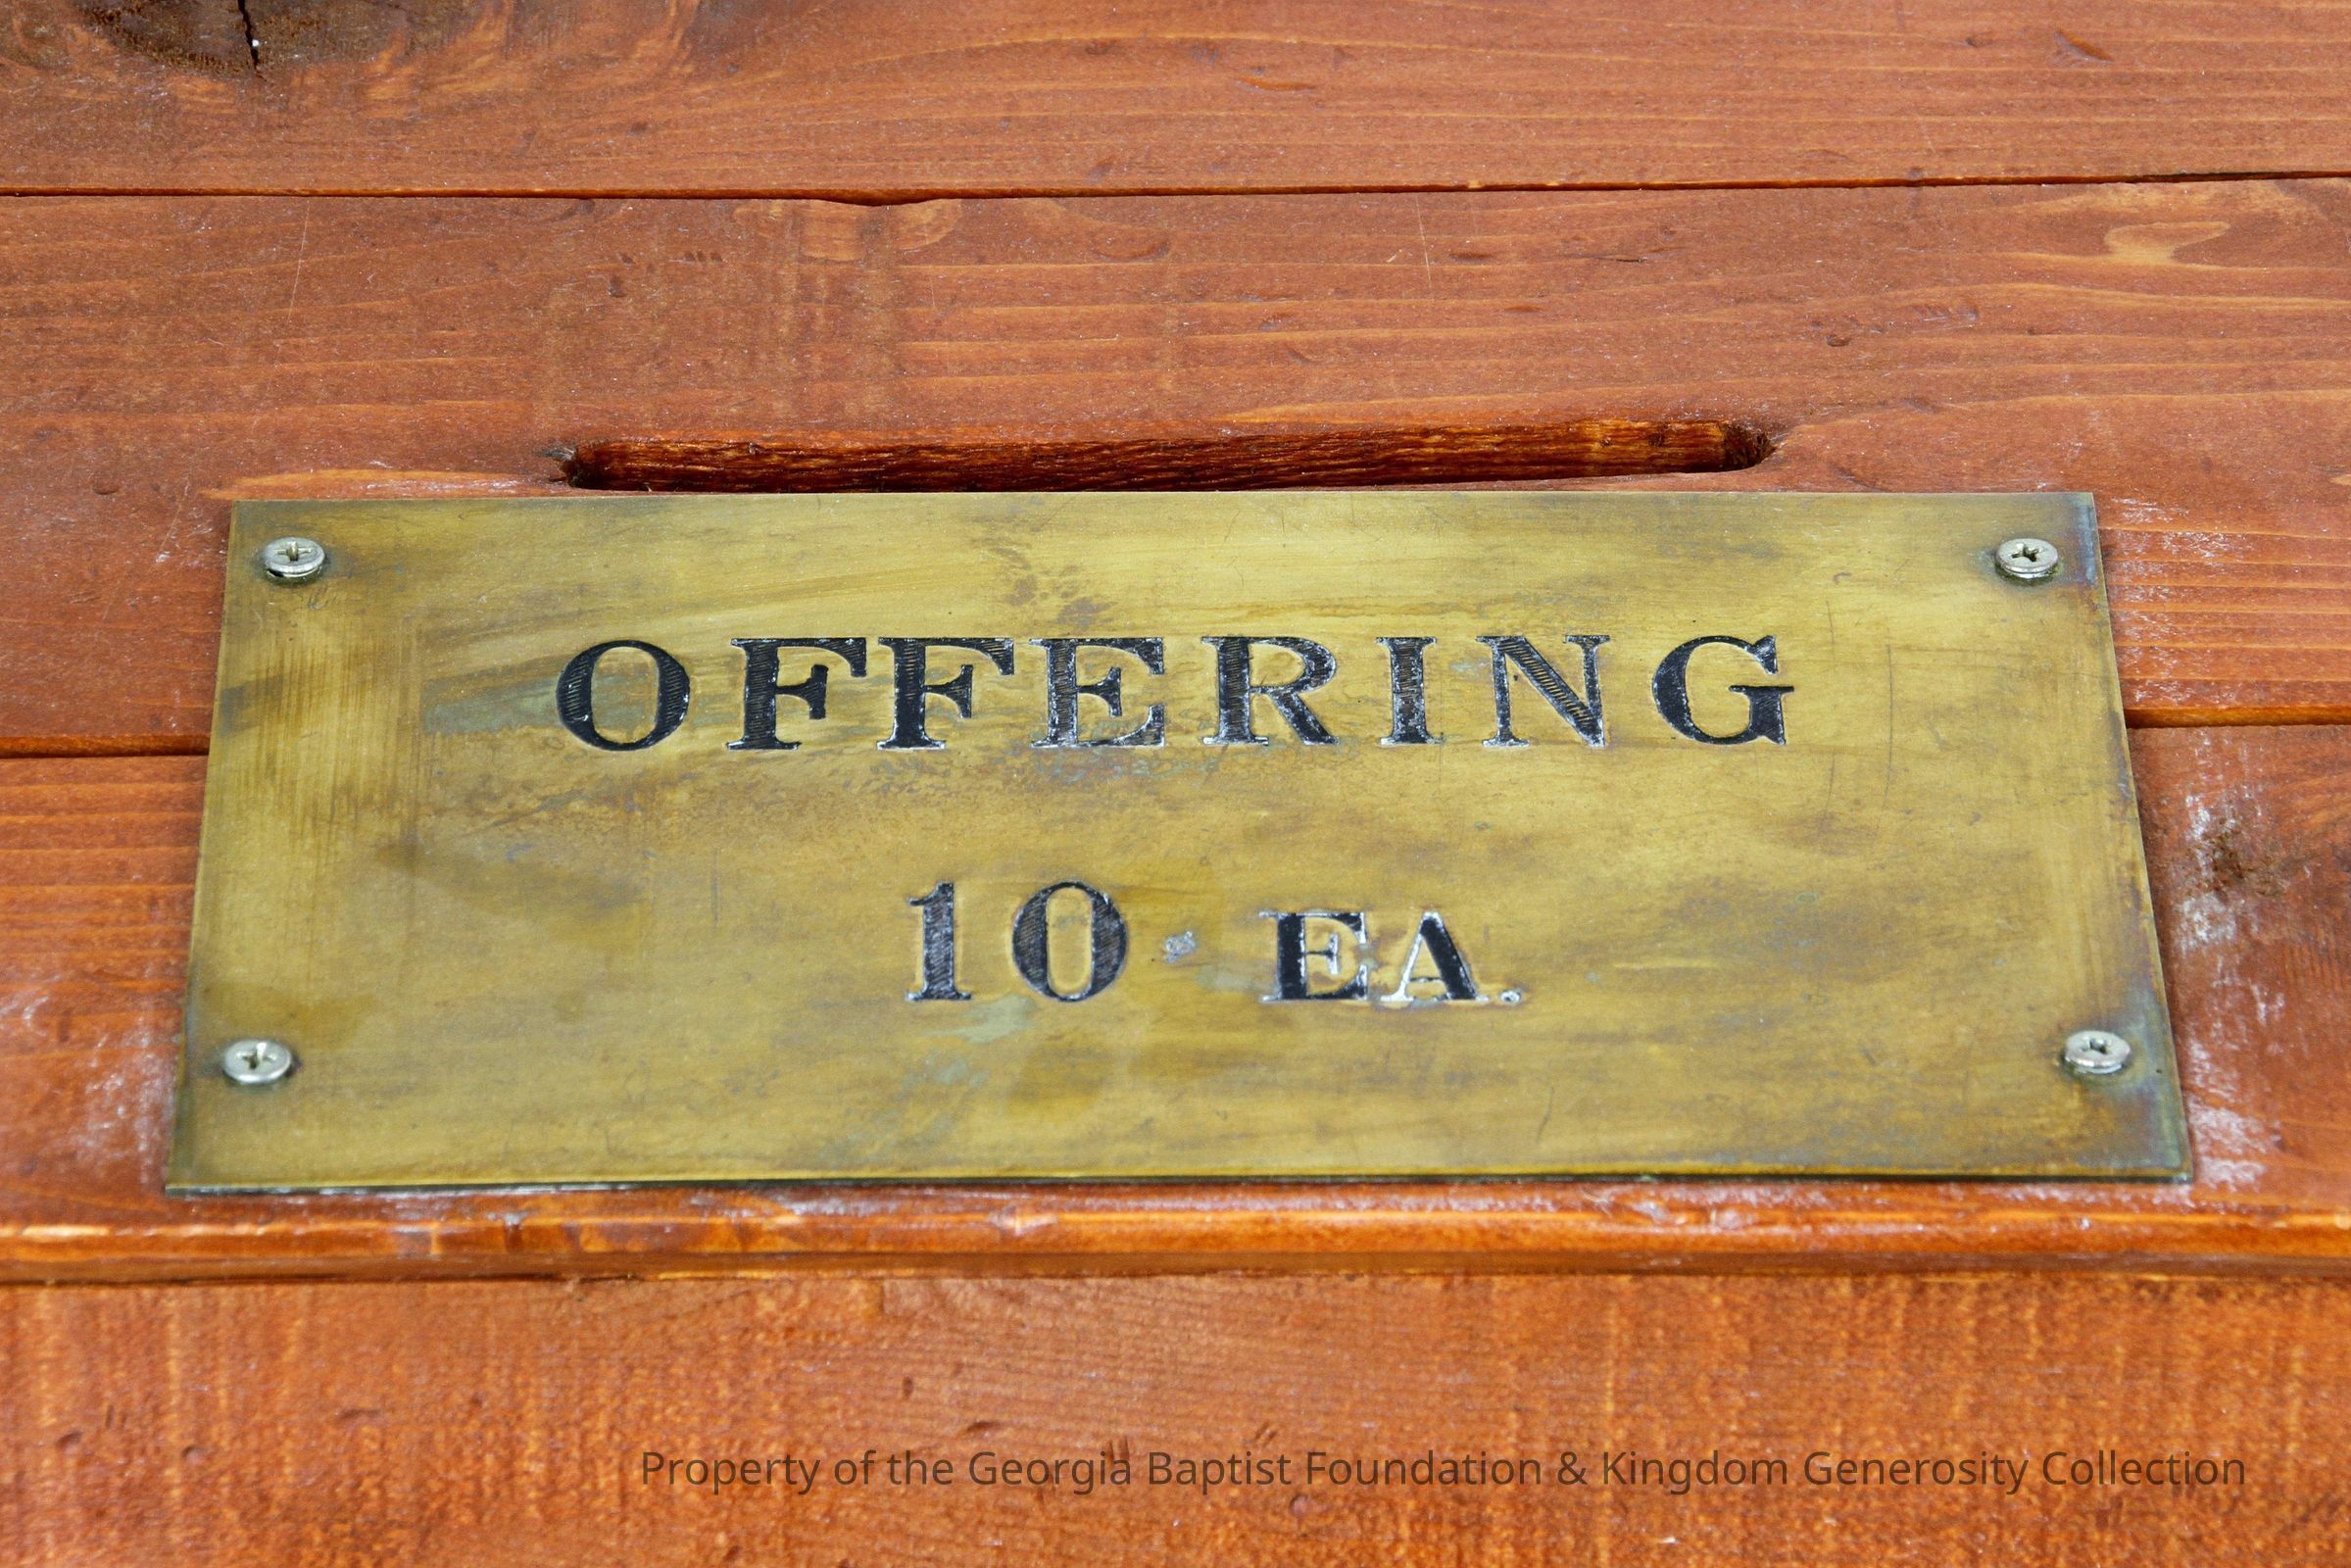 OFFERING
10 EA.
Property of the Georgia Baptist Foundation & Kingdom Generosity Collection